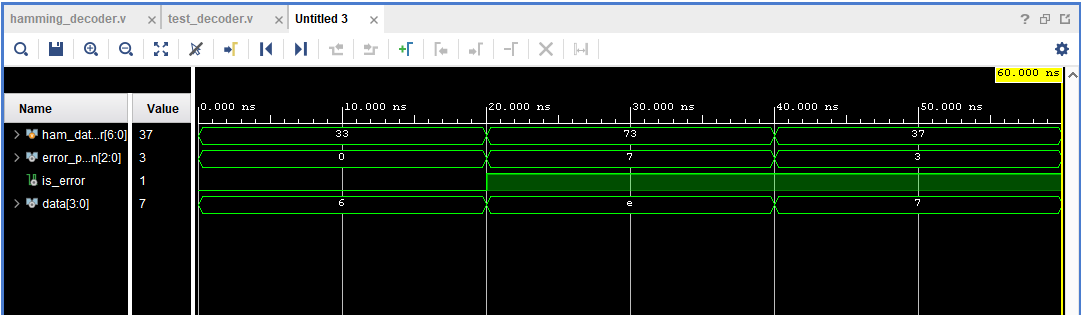 hamming_decoder.v × test_decoder.v × Untitled 3 ×
Name Value
0.000 ns 10.000 ns 20.000 ns 30.000 ns 40.000 ns 50.000 ns 60.000 ns
ham_dat...r[6:0] 37 33 73 37
error_p...n[2:0] 3 0 7 3
is_error 1
data[3:0] 7 6 e 7